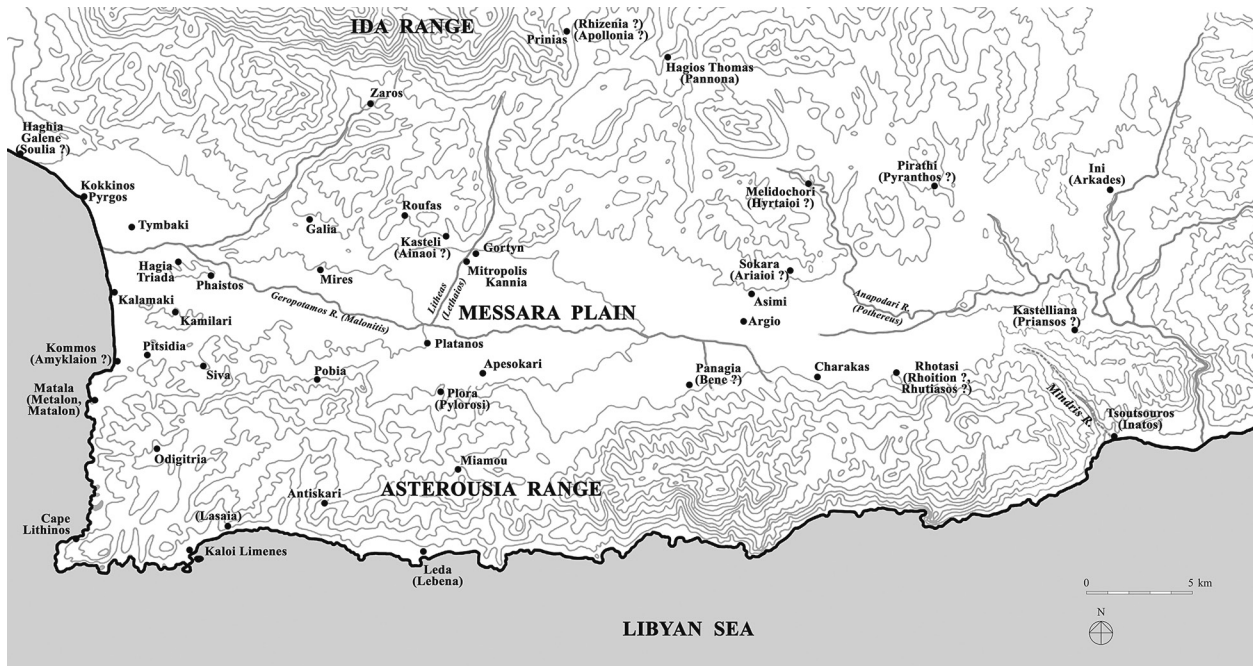 IDA RANGE
Prinias
(Rhizenia ?)
(Apollonia ?)
Hagios Thomas
(Pannona)
Zaros
Haghia
Galene
(Soulia ?)
Kokkinos
Pyrgos
Tymbaki
Galia
Roufas
Kasteli
(Ainaoi ?)
Gortyn
Mitropolis
Kannia
Melidochori
(Hyrtaioi ?)
Pirathi
(Pyranthos ?)
Ini
(Arkades)
Hagia
Triada
Phaistos
Mires
Litheos
(Lethaios)
Sokara
(Ariaioi ?)
Asimi
Argio
Anapodari R.
(Pothereus)
Kastelliana
(Priansos ?)
Kalamaki
Kamilari
Geropotamos R. (Malonitis)
MESSARA PLAIN
Platanos
Kommos
(Amyklaion ?)
Pitsidia
Siva
Pobia
Apesokari
Plora
(Pylorosi)
Panagia
(Bene ?)
Charakas
Rhotasi
(Rhoition ?,
Rhutiasos ?)
Mindris R.
Tsoutsouros
(Inatos)
Matala
(Metalon,
Matalon)
Odigitria
Miamou
ASTEROUSIA RANGE
Antiskari
(Lasaia)
Cape
Lithinos
Kaloi Limenes
Leda
(Lebena)
LIBYAN SEA
0 5 km
N